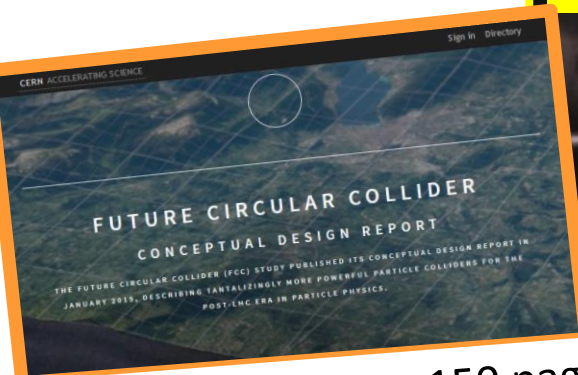 CERN ACCELERATING SCIENCE
Sign in Directory
FUTURE CIRCULAR COLLIDER
CONCEPTUAL DESIGN REPORT
THE FUTURE CIRCULAR COLLIDER (FCC) STUDY PUBLISHED ITS CONCEPTUAL DESIGN REPORT IN
JANUARY 2019, DESCRIBING TANTALIZINGLY MORE POWERFUL PARTICLE COLLIDERS FOR THE
POST-LHC ERA IN PARTICLE PHYSICS.
150 pag